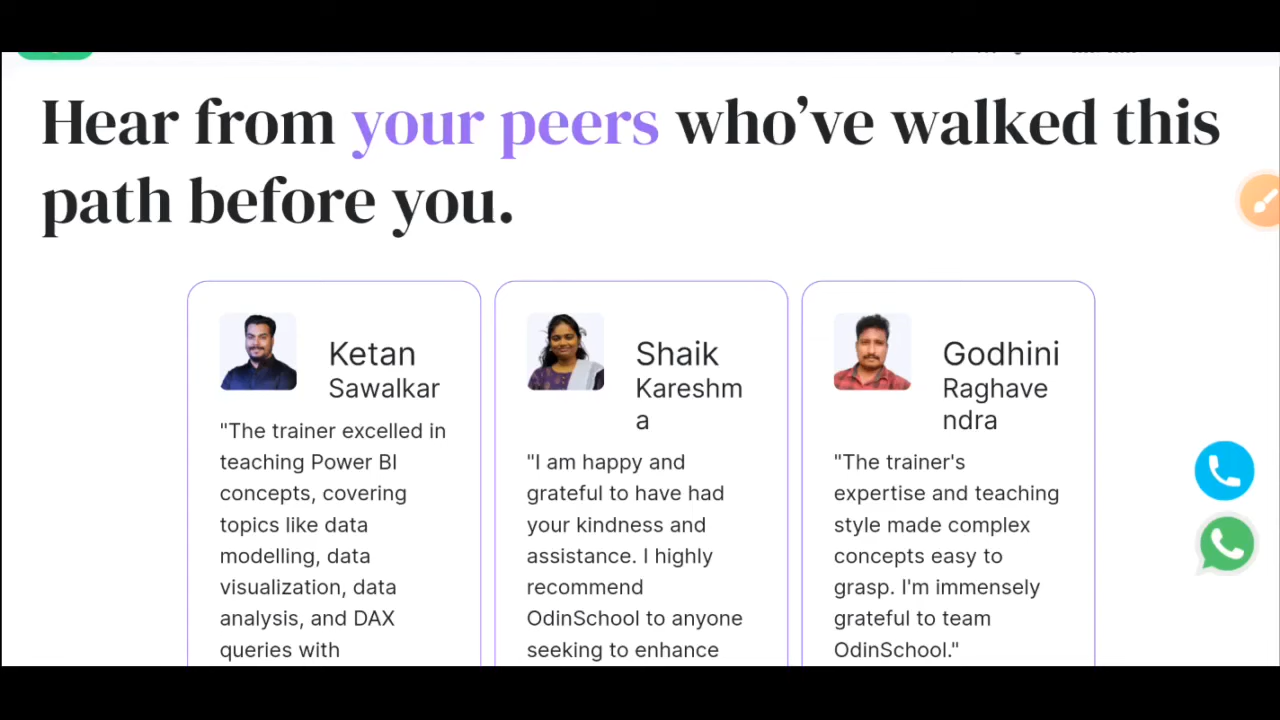 Hear from your peers who’ve walked this
path before you.
Ketan
Sawalkar
"The trainer excelled in
teaching Power BI
concepts, covering
topics like data
modelling, data
visualization, data
analysis, and DAX
queries with
Shaik
Kareshm
a
"I am happy and
grateful to have had
your kindness and
assistance. I highly
recommend
OdinSchool to anyone
seeking to enhance
Godhini
Raghave
ndra
"The trainer's
expertise and teaching
style made complex
concepts easy to
grasp. I'm immensely
grateful to team
OdinSchool."